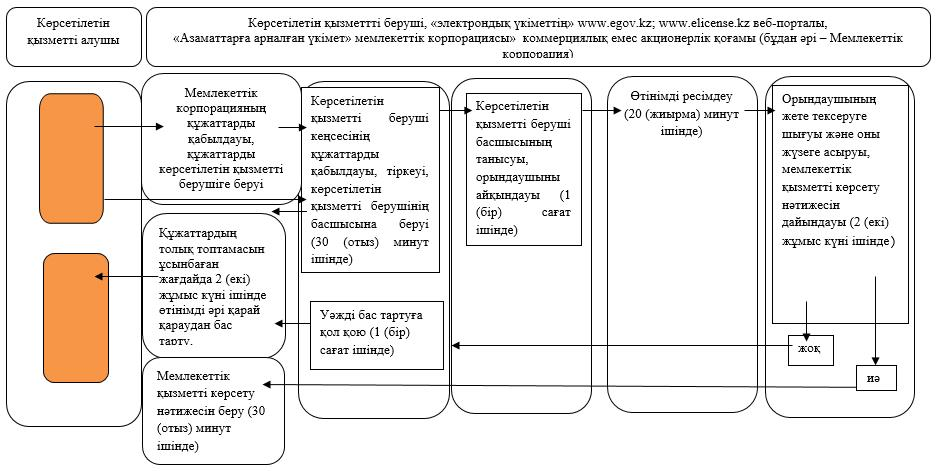 Көрсетілетін
қызметті алушы
Көрсетілетін қызметтті беруші, «электрондық үкіметтің» www.egov.kz; www.elicense.kz веб-порталы,
«Азаматтарға арналған үкімет» мемлекеттік корпорациясы» коммерциялық емес акционерлік қоғамы (бұдан әрі – Мемлекеттік
корпорация)
Мемлекеттік
корпорацияның
құжаттарды
қабылдауы,
құжаттарды
көрсетілетін қызметті
берушіге беруі
Көрсетілетін
қызметті беруші
кеңсесінің
құжаттарды
қабылдауы, тіркеуі,
көрсетілетін
қызметті берушінің
басшысына беруі
(30 (отыз) минут
ішінде)
Көрсетілетін
қызметті беруші
басшысының
танысуы,
орындаушыны
айқындауы (1
(бір) сағат
ішінде)
Өтінімді ресімдеу
(20 (жиырма) минут
ішінде)
Орындаушының
жете тексеруге
шығуы және оны
жүзеге асыруы,
мемлекеттік
қызметті көрсету
нәтижесін
дайындауы (2 (екі)
жұмыс күні ішінде)
Құжаттардың
толық топтамасын
ұсынбаған
жағдайда 2 (екі)
жұмыс күні ішінде
өтінімді әрі қарай
қараудан бас
тарту.
Уәжді бас тартуға
қол қою (1 (бір)
сағат ішінде)
жоқ
иә
Мемлекеттік
қызметті көрсету
нәтижесін беру (30
(отыз) минут
ішінде)